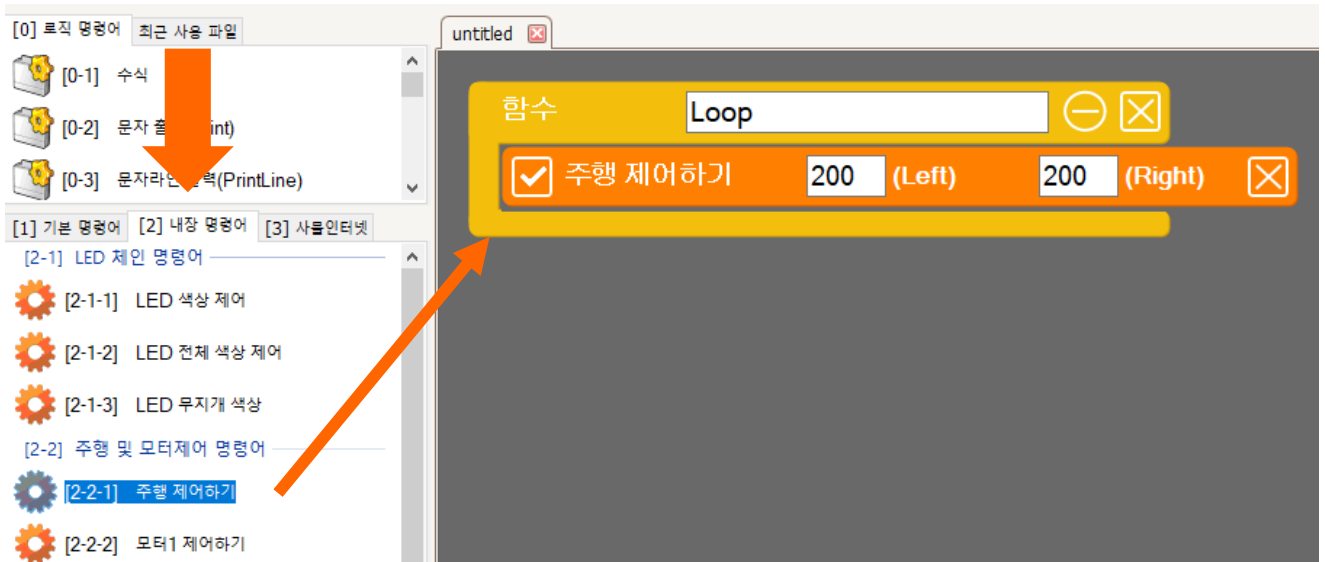 [0] 로직 명령어 최근 사용 파일
[0-1] 수식
[0-2] 문자 int)
[0-3] 문자라인 력(PrintLine)
[1] 기본 명령어 [2] 내장 명령어 [3] 사물인터넷
[2-1] LED 체인 명령어
[2-1-1] LED 색상 제어
[2-1-2] LED 전체 색상 제어
[2-1-3] LED 무지개 색상
[2-2] 주행 및 모터제어 명령어
[2-2-1] 주행 제어하기
[2-2-2] 모터1 제어하기
untitled
함수 Loop
주행 제어하기 200 (Left) 200 (Right)